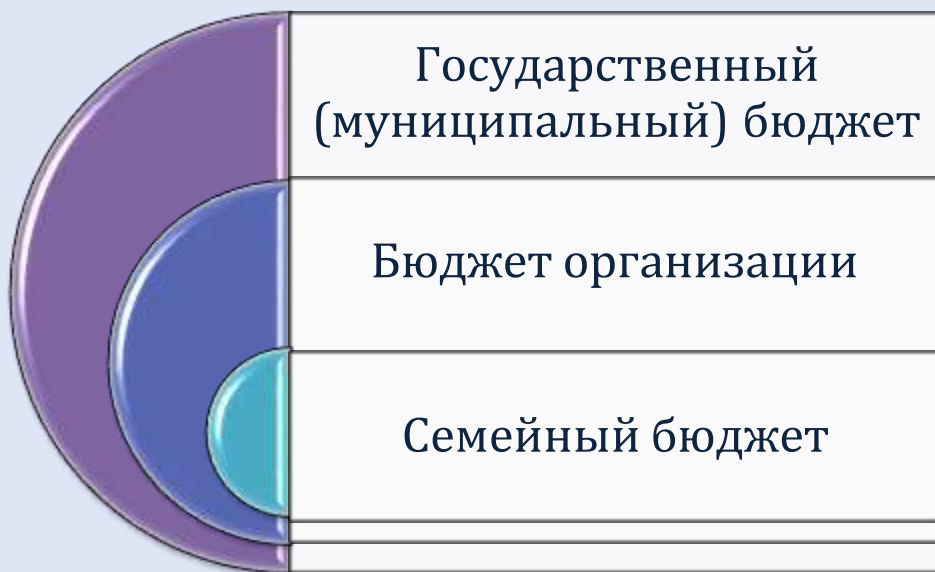 Государственный
(муниципальный) бюджет
Бюджет организации
Семейный бюджет